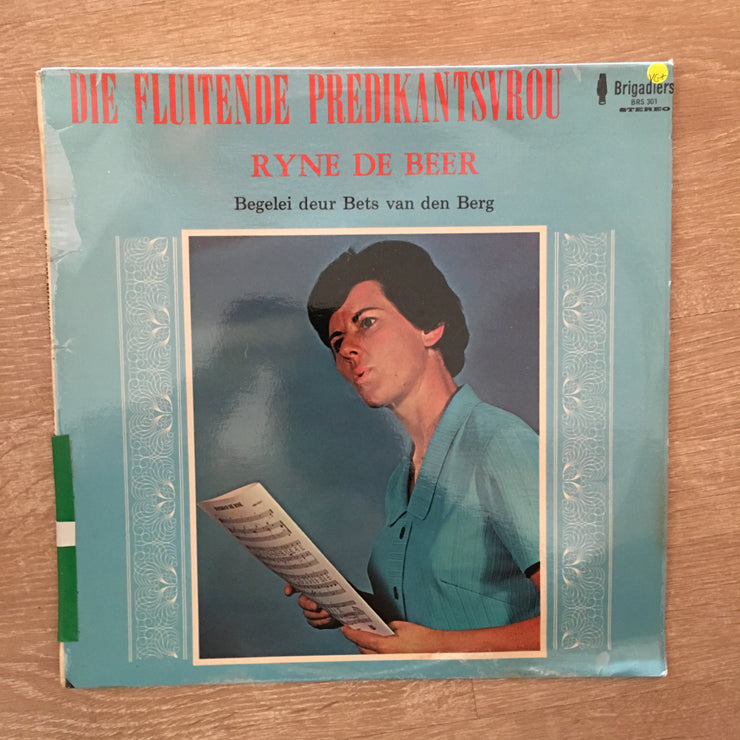 DIE FLUITENDE PREDIKANTSVROU
VG+
Brigadiers
BRS 301
STEREO
RYNE DE BEER
Begelei deur Bets van den Berg